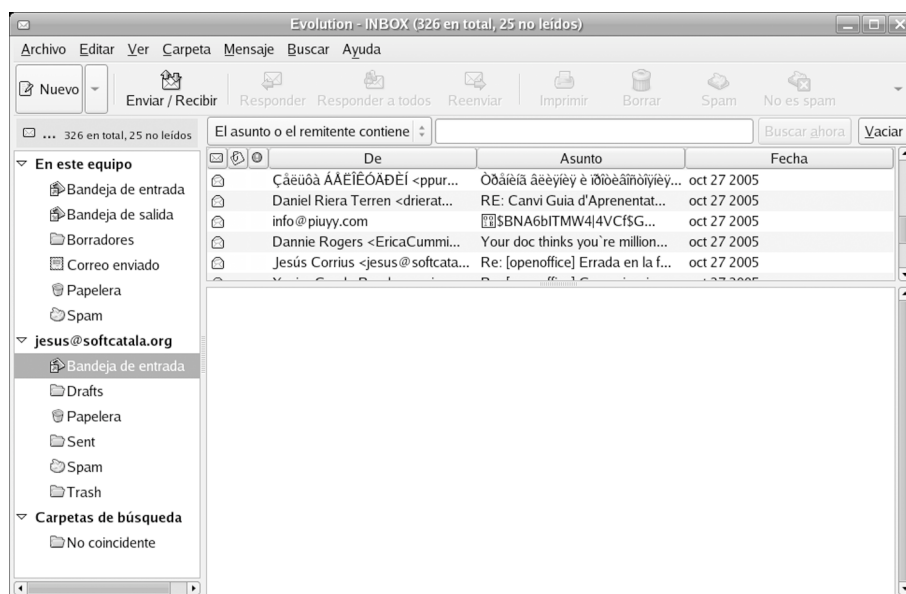 Evolution - INBOX (326 en total, 25 no leídos)
Archivo Editar Ver Carpeta Mensaje Buscar Ayuda
Nuevo Enviar / Recibir Responder Responder a todos Reenviar Imprimir Borrar Spam No es spam
... 326 en total, 25 no leídos El asunto o el remitente contiene Buscar ahora Vaciar
De Asunto Fecha
En este equipo
Bandeja de entrada
Bandeja de salida
Borradores
Correo enviado
Papelera
Spam
jesus@softcatala.org
Bandeja de entrada
Drafts
Papelera
Sent
Spam
Trash
Carpetas de búsqueda
No coincidente
oct 27 2005
Daniel Riera Terren <drierat... RE: Canvi Guia d'Aprenentat... oct 27 2005
info@piuyy.com $BNA6bITMW4|4VCf$G... oct 27 2005
Dannie Rogers <EricaCummi... Your doc thinks you`re million... oct 27 2005
Jesús Corrius <jesus@softcata... Re: [openoffice] Errada en la f... oct 27 2005